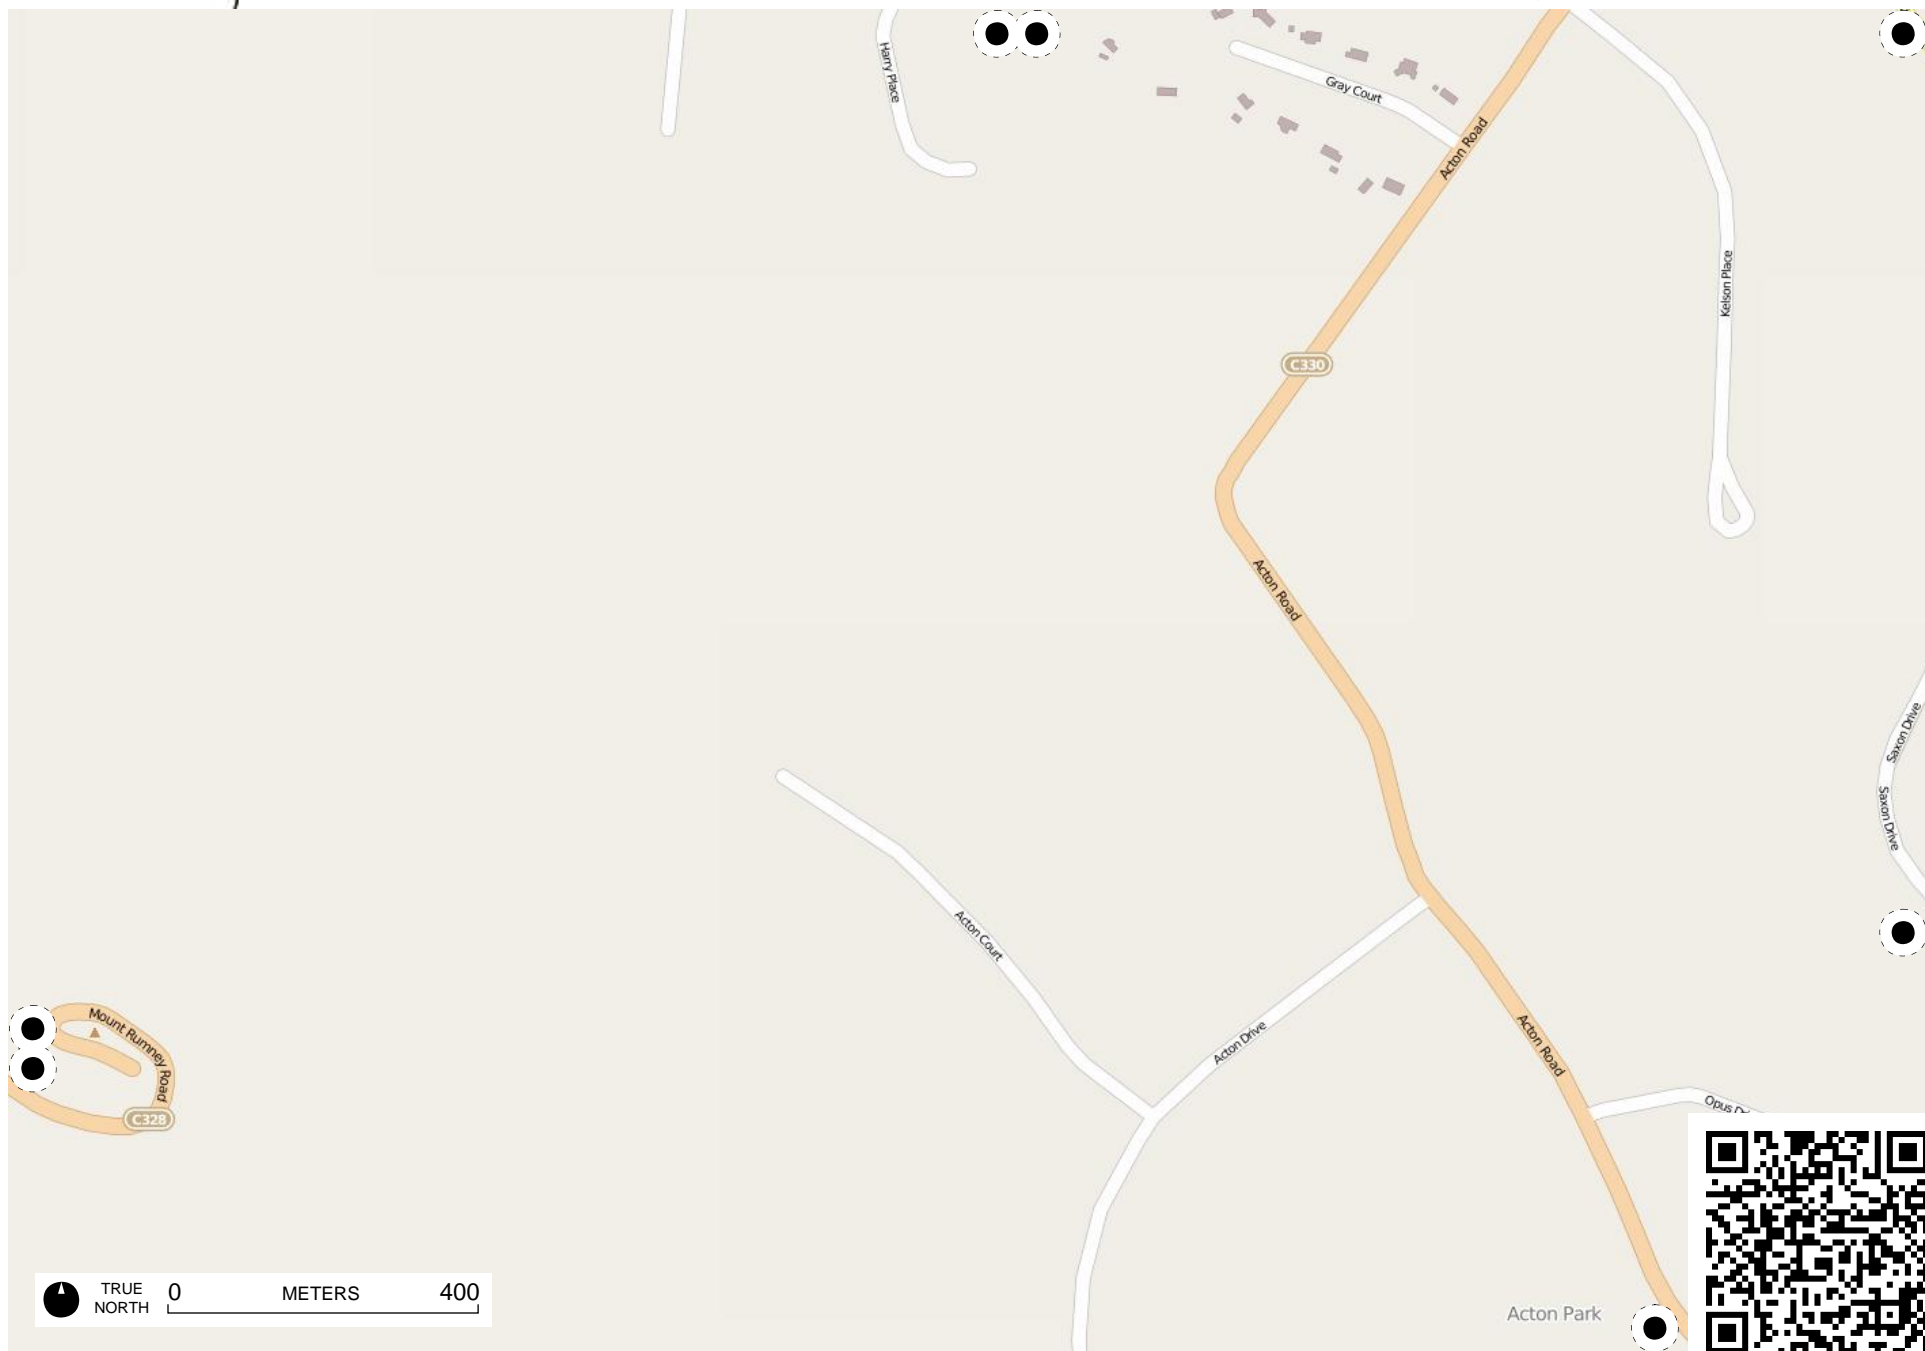 Harry Place
Gray Court
Acton Road
Kelson Place
C330
Acton Road
Saxon Drive
Saxon Drive
Acton Court
Mount Rumney Road
Acton Drive
Acton Road
C328
Opus
TRUE NORTH
0 METERS 400
Acton Park